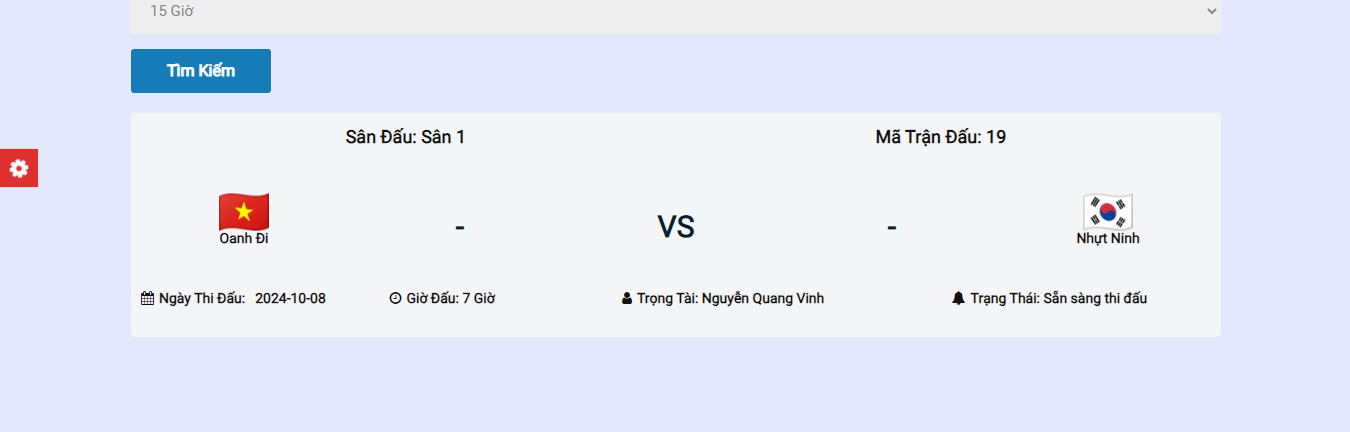 15 Giờ
Tìm Kiếm
Sân Đấu: Sân 1 Mã Trận Đấu: 19
- VS -
Oanh Đi Nhựt Ninh
Ngày Thi Đấu: 2024-10-08 Giờ Đấu: 7 Giờ Trọng Tài: Nguyễn Quang Vinh Trạng Thái: Sẵn sàng thi đấu